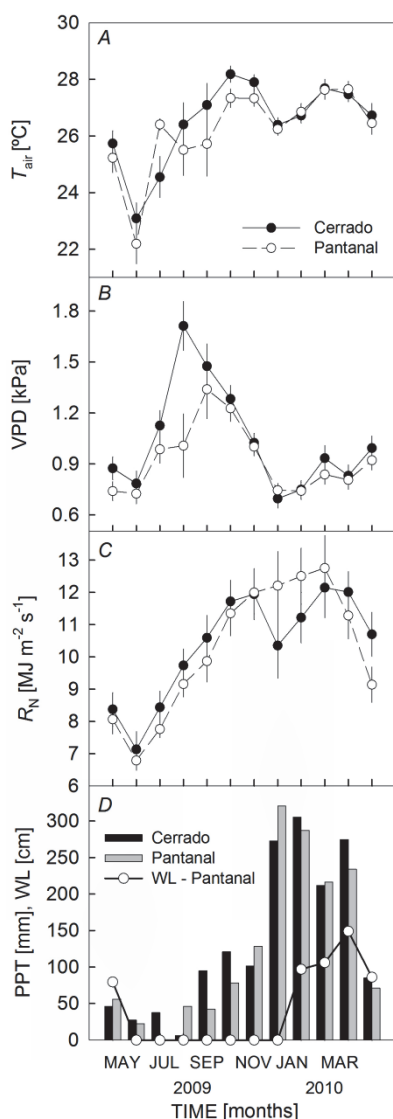 A
30
28
26
24
22
Tair [ºC]
Cerrado
Pantanal
B
1.8
1.5
1.2
0.9
0.6
VPD [kPa]
C
13
12
11
10
9
8
7
6
RN [MJ m⁻² s⁻¹]
D
300
250
200
150
100
50
0
PPT [mm], WL [cm]
Cerrado
Pantanal
WL - Pantanal
MAY JUL SEP NOV JAN MAR
2009 2010
TIME [months]